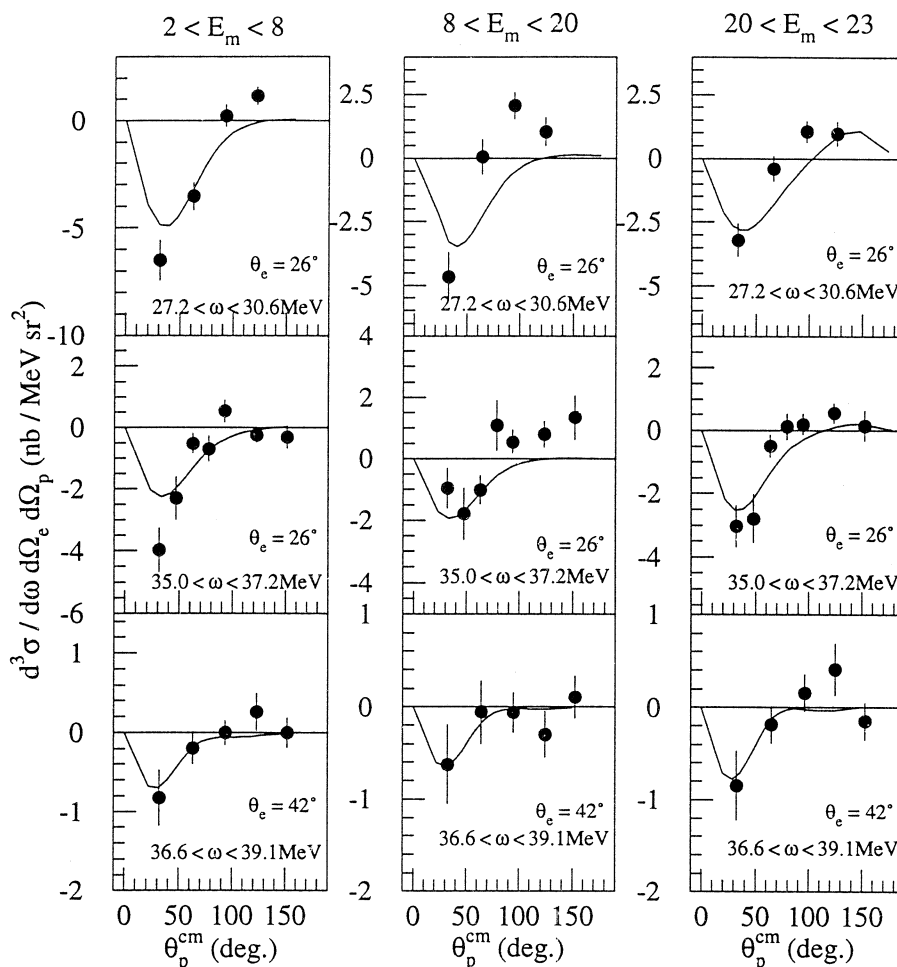 2 < E_m < 8
8 < E_m < 20
20 < E_m < 23
d³σ / dω dΩ_e dΩ_p (nb / MeV sr²)
0
-5
-10
θ_e = 26°
27.2 < ω < 30.6MeV
2.5
0
-2.5
-5
θ_e = 26°
27.2 < ω < 30.6MeV
2.5
0
-2.5
-5
θ_e = 26°
27.2 < ω < 30.6MeV
2
0
-2
-4
-6
θ_e = 26°
35.0 < ω < 37.2MeV
4
2
0
-2
-4
θ_e = 26°
35.0 < ω < 37.2MeV
4
2
0
-2
-4
θ_e = 26°
35.0 < ω < 37.2MeV
1
0
-1
-2
θ_e = 42°
36.6 < ω < 39.1MeV
1
0
-1
-2
θ_e = 42°
36.6 < ω < 39.1MeV
1
0
-1
-2
θ_e = 42°
36.6 < ω < 39.1MeV
0 50 100 150
0 50 100 150
0 50 100 150
θ_p^cm (deg.)
θ_p^cm (deg.)
θ_p^cm (deg.)